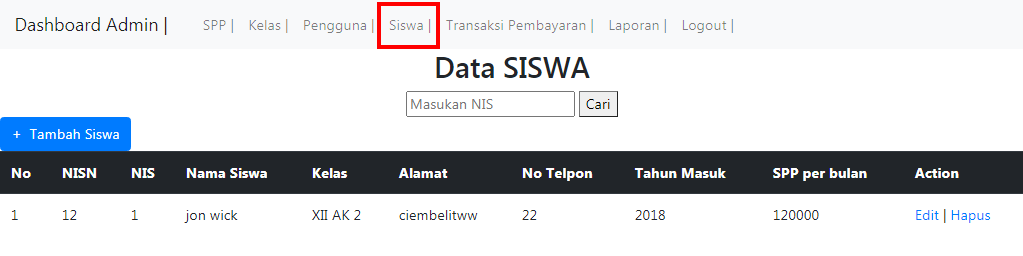 Dashboard Admin | SPP | Kelas | Pengguna | Siswa | Transaksi Pembayaran | Laporan | Logout |
Data SISWA
Masukan NIS Cari
+ Tambah Siswa
No NISN NIS Nama Siswa Kelas Alamat No Telpon Tahun Masuk SPP per bulan Action
1 12 1 jon wick XII AK 2 ciembelitww 22 2018 120000 Edit | Hapus